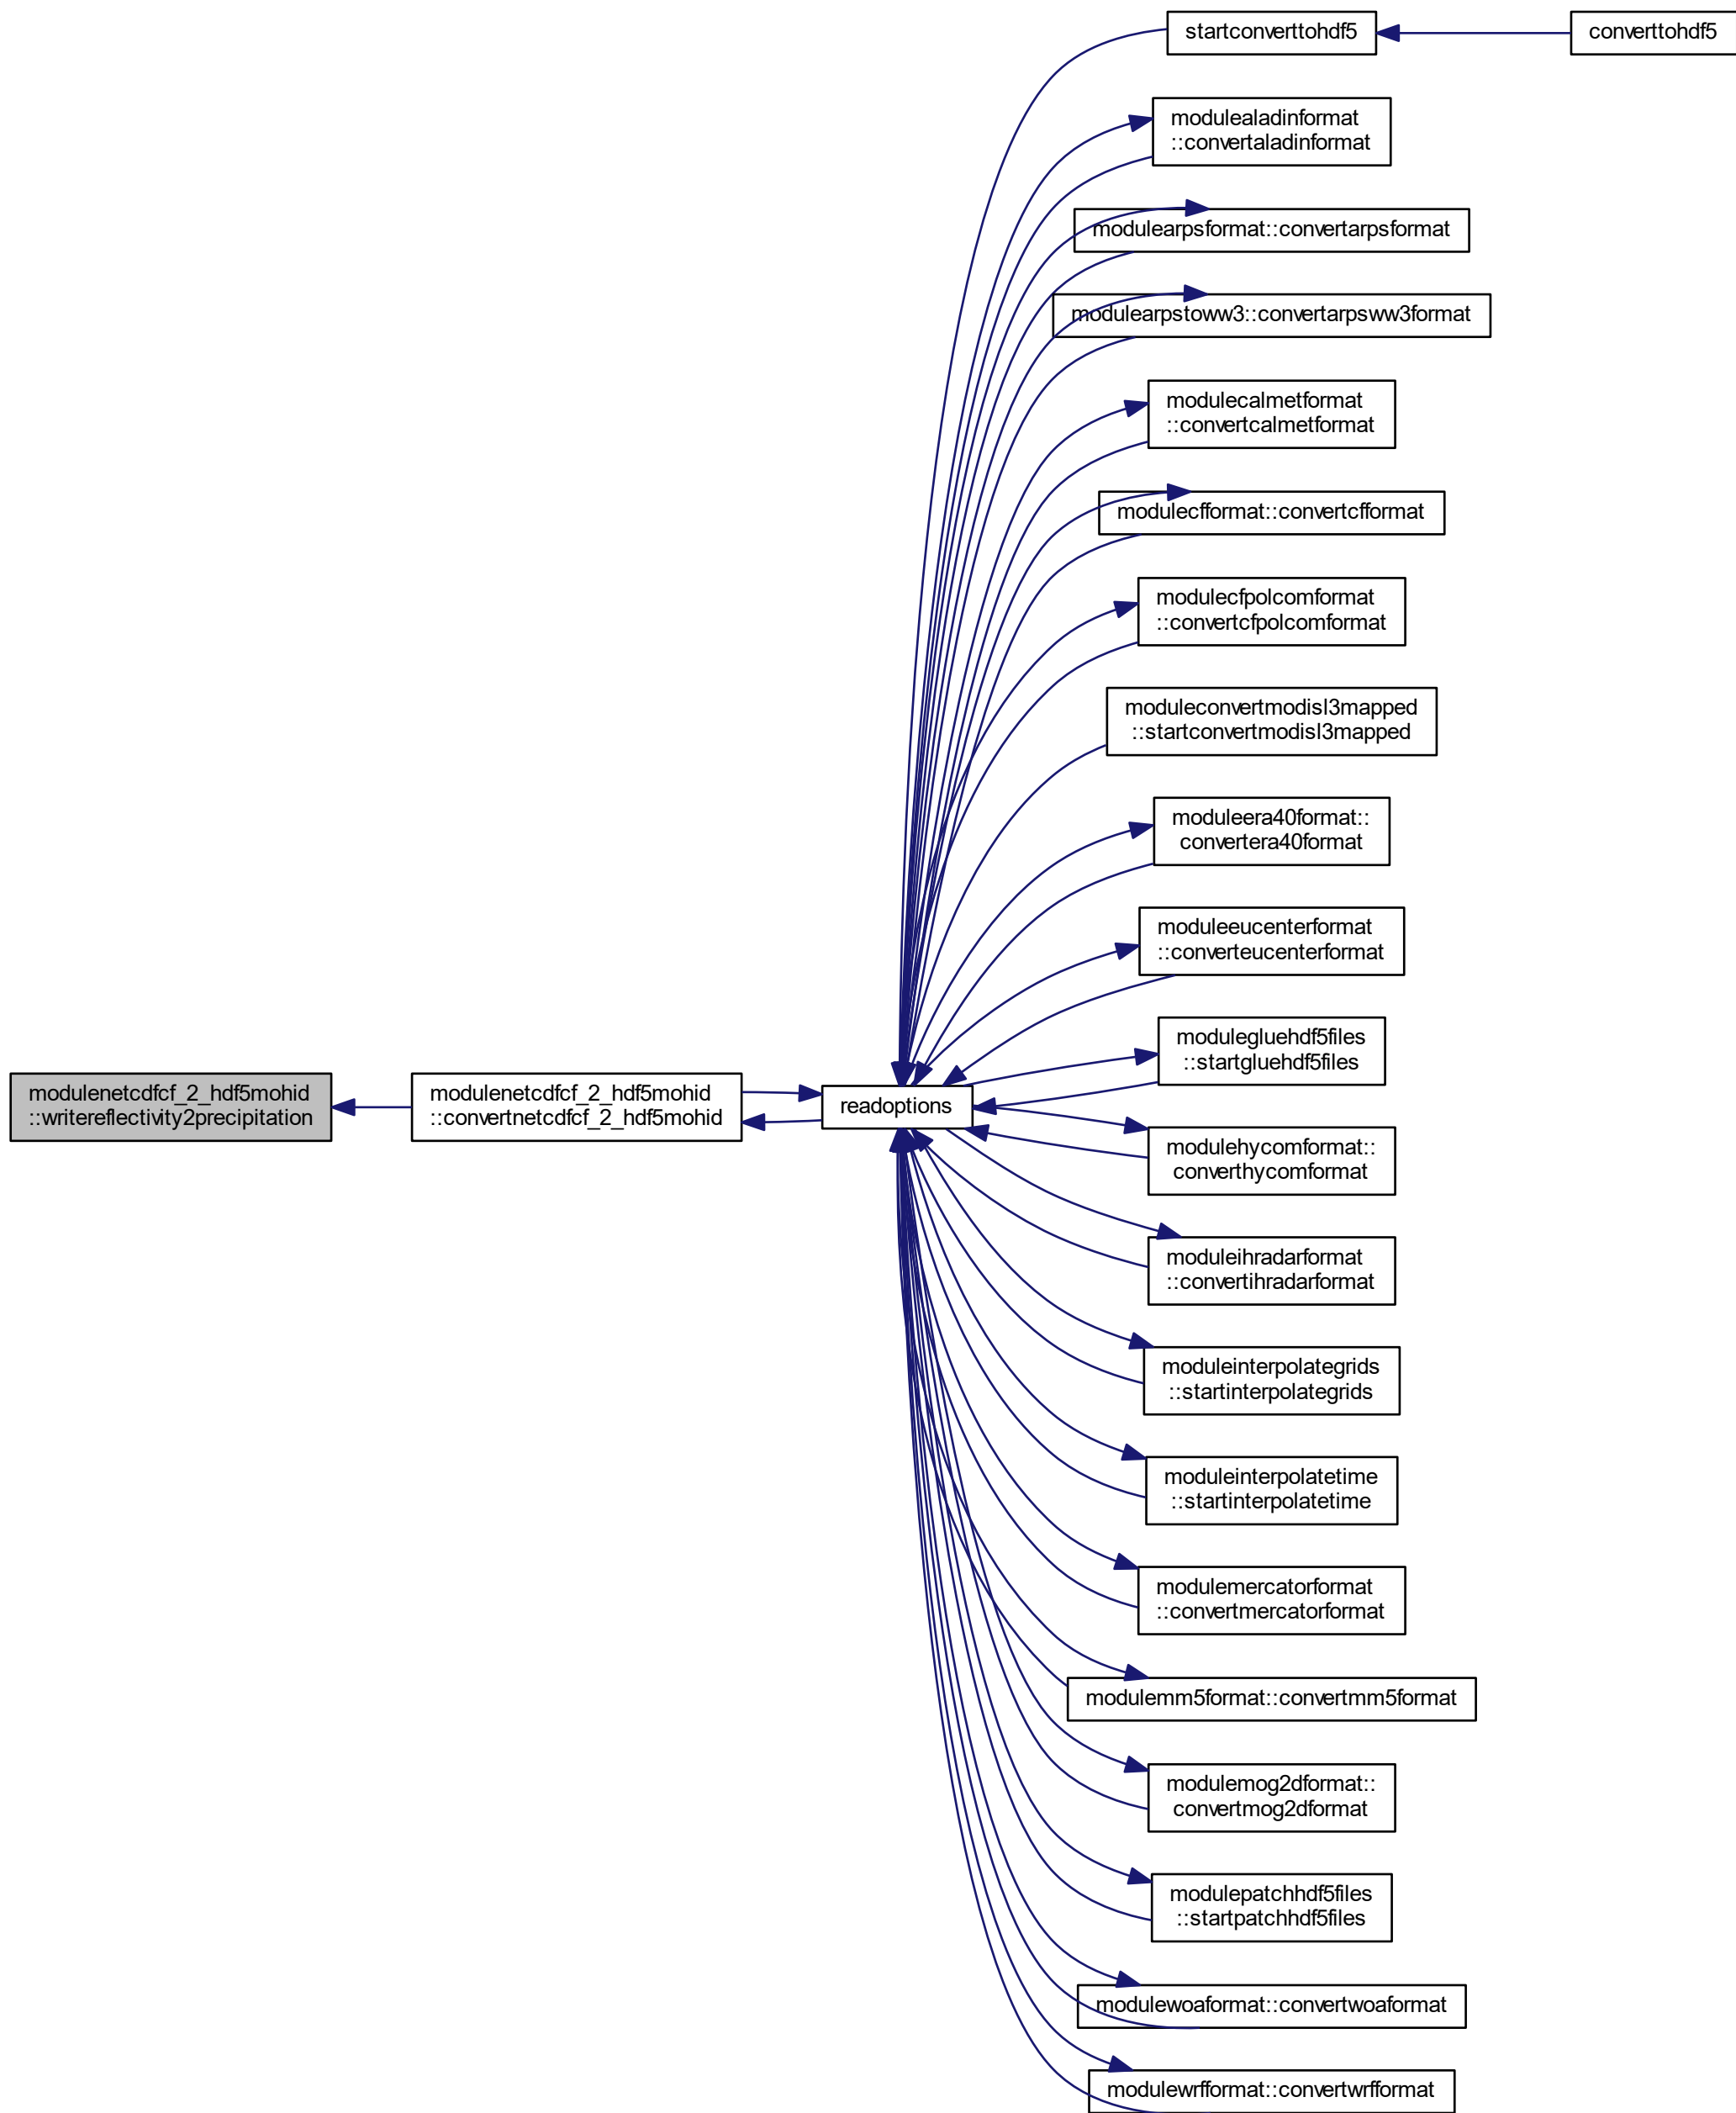 startconverttohdf5
converttohdf5
modulealadinformat
::convertaladinformat
modulearpsformat::convertarpsformat
modulearpstoww3::convertarpsww3format
modulecalmetformat
::convertcalmetformat
modulecfformat::convertcfformat
modulecfpolcomformat
::convertcfpolcomformat
moduleconvertmodisl3mapped
::startconvertmodisl3mapped
moduleera40format::
convertera40format
moduleeucenterformat
::converteucenterformat
modulegluehdf5files
::startgluehdf5files
modulenetcdfcf_2_hdf5mohid
::writereflectivity2precipitation
modulenetcdfcf_2_hdf5mohid
::convertnetcdfcf_2_hdf5mohid
readoptions
modulehycomformat::
converthycomformat
moduleihradarformat
::convertihradarformat
moduleinterpolategrids
::startinterpolategrids
moduleinterpolatetime
::startinterpolatetime
modulemercatorformat
::convertmercatorformat
modulemm5format::convertmm5format
modulemog2dformat::
convertmog2dformat
modulepatchhdf5files
::startpatchhdf5files
modulewoaformat::convertwoaformat
modulewrfformat::convertwrfformat